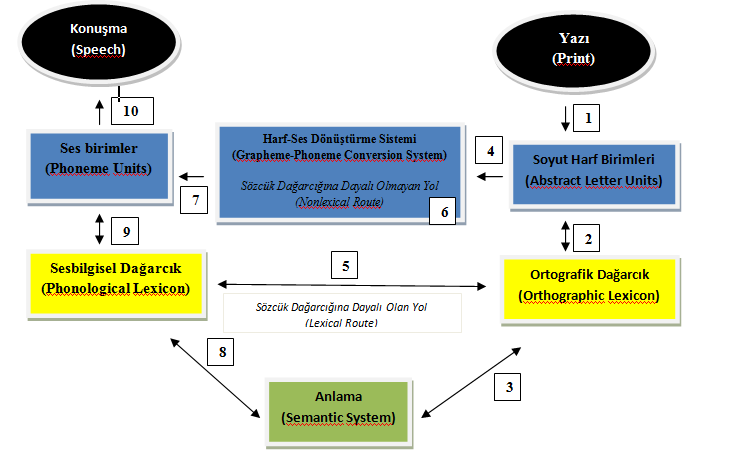 Konuşma
(Speech)
Yazı
(Print)
10
1
Ses birimler
(Phoneme Units)
Harf-Ses Dönüştürme Sistemi
(Grapheme-Phoneme Conversion System)
Sözcük Dağarcığına Dayalı Olmayan Yol
(Nonlexical Route)
6
4
Soyut Harf Birimleri
(Abstract Letter Units)
7
9
2
Sesbilgisel Dağarcık
(Phonological Lexicon)
5
Sözcük Dağarcığına Dayalı Olan Yol
(Lexical Route)
Ortografik Dağarcık
(Orthographic Lexicon)
8
3
Anlama
(Semantic System)